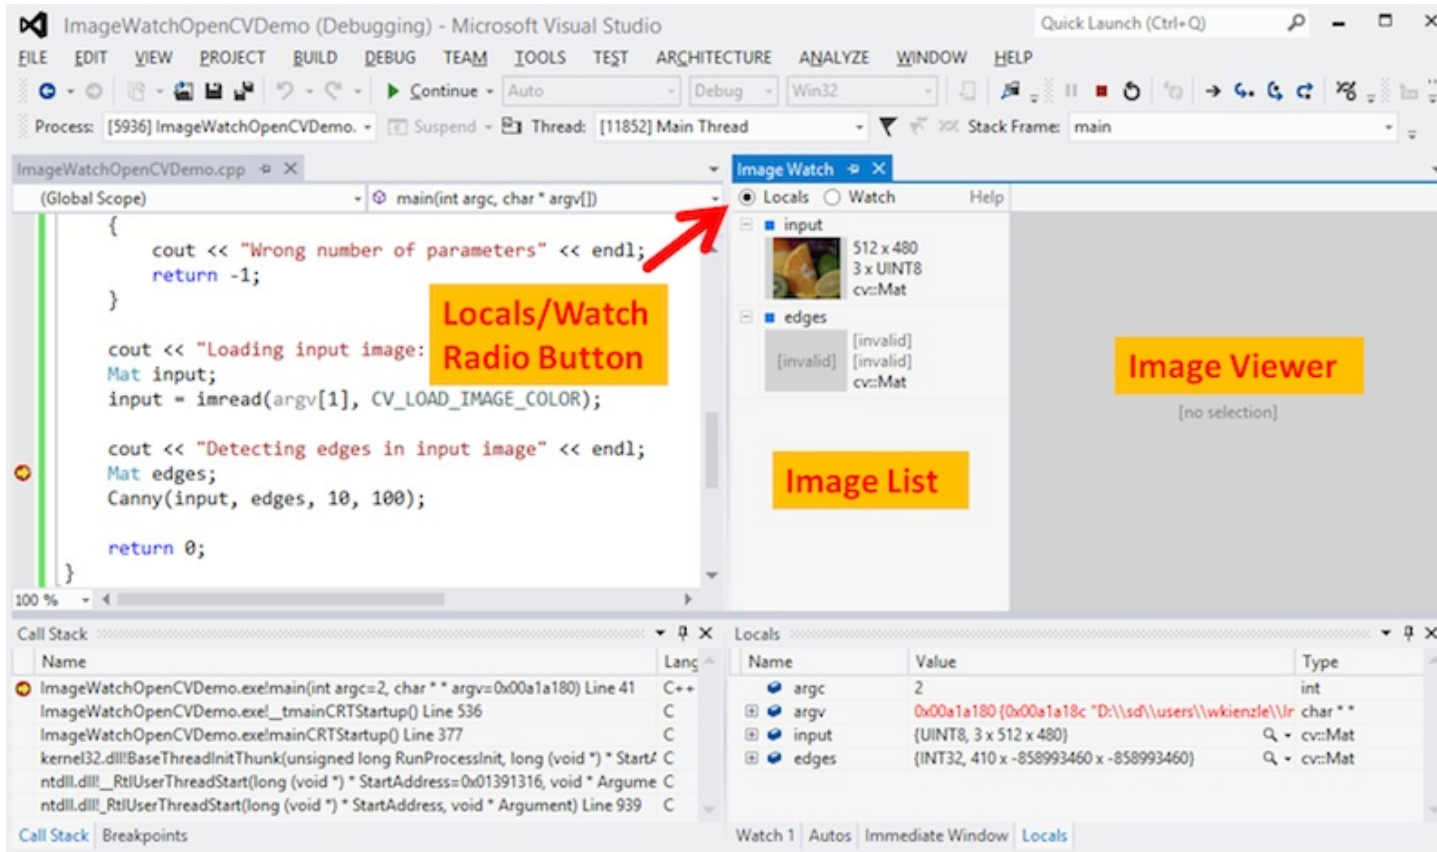 ImageWatchOpenCVDemo (Debugging) - Microsoft Visual Studio
Quick Launch (Ctrl+Q)
FILE EDIT VIEW PROJECT BUILD DEBUG TEAM TOOLS TEST ARCHITECTURE ANALYZE WINDOW HELP
Continue Auto Debug Win32
Process: [5936] ImageWatchOpenCVDemo. Suspend Thread: [11852] Main Thread Stack Frame: main
ImageWatchOpenCVDemo.cpp
(Global Scope) main(int argc, char * argv[])
{
cout << "Wrong number of parameters" << endl;
return -1;
}
cout << "Loading input image:
Mat input;
input = imread(argv[1], CV_LOAD_IMAGE_COLOR);
cout << "Detecting edges in input image" << endl;
Mat edges;
Canny(input, edges, 10, 100);
return 0;
}
100 %
Locals/Watch
Radio Button
Image Watch
Locals Watch Help
input
512 x 480
3 x UINT8
cv::Mat
edges
[invalid]
[invalid]
[invalid]
cv::Mat
Image List
Image Viewer
[no selection]
Call Stack
Name Lang
ImageWatchOpenCVDemo.exe!main(int argc=2, char * * argv=0x00a1a180) Line 41 C++
ImageWatchOpenCVDemo.exe!__tmainCRTStartup() Line 536 C
ImageWatchOpenCVDemo.exe!mainCRTStartup() Line 377 C
kernel32.dll!BaseThreadInitThunk(unsigned long RunProcessInit, long (void *) * StartA C
ntdll.dll!__RtlUserThreadStart(long (void *) * StartAddress=0x01391316, void * Argume C
ntdll.dll!_RtlUserThreadStart(long (void *) * StartAddress, void * Argument) Line 939 C
Call Stack Breakpoints
Locals
Name Value Type
argc 2 int
argv 0x00a1a180 {0x00a1a18c "D:\\sd\\users\\wkienzle\\Ir char * *
input {UINT8, 3 x 512 x 480} cv::Mat
edges {INT32, 410 x -858993460 x -858993460} cv::Mat
Watch 1 Autos Immediate Window Locals